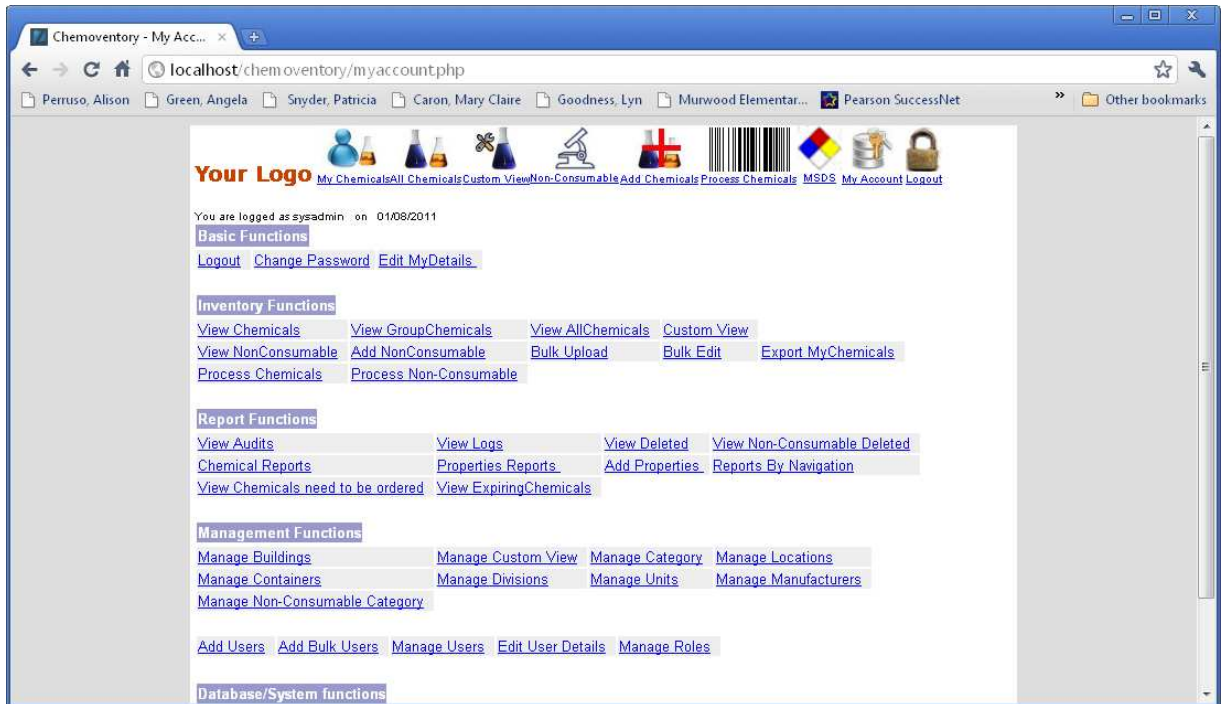 Chemoventory - My Acc...
localhost/chemoventory/myaccount.php
Perruso, Alison Green, Angela Snyder, Patricia Caron, Mary Claire Goodness, Lyn Murwood Elementar... Pearson SuccessNet » Other bookmarks
Your Logo My Chemicals All Chemicals Custom View Non-Consumable Add Chemicals Process Chemicals MSDS My Account Logout
You are logged as sysadmin on 01/08/2011
Basic Functions
Logout Change Password Edit MyDetails
Inventory Functions
View Chemicals View GroupChemicals View AllChemicals Custom View
View NonConsumable Add NonConsumable Bulk Upload Bulk Edit Export MyChemicals
Process Chemicals Process Non-Consumable
Report Functions
View Audits View Logs View Deleted View Non-Consumable Deleted
Chemical Reports Properties Reports Add Properties Reports By Navigation
View Chemicals need to be ordered View ExpiringChemicals
Management Functions
Manage Buildings Manage Custom View Manage Category Manage Locations
Manage Containers Manage Divisions Manage Units Manage Manufacturers
Manage Non-Consumable Category
Add Users Add Bulk Users Manage Users Edit User Details Manage Roles
Database/System functions